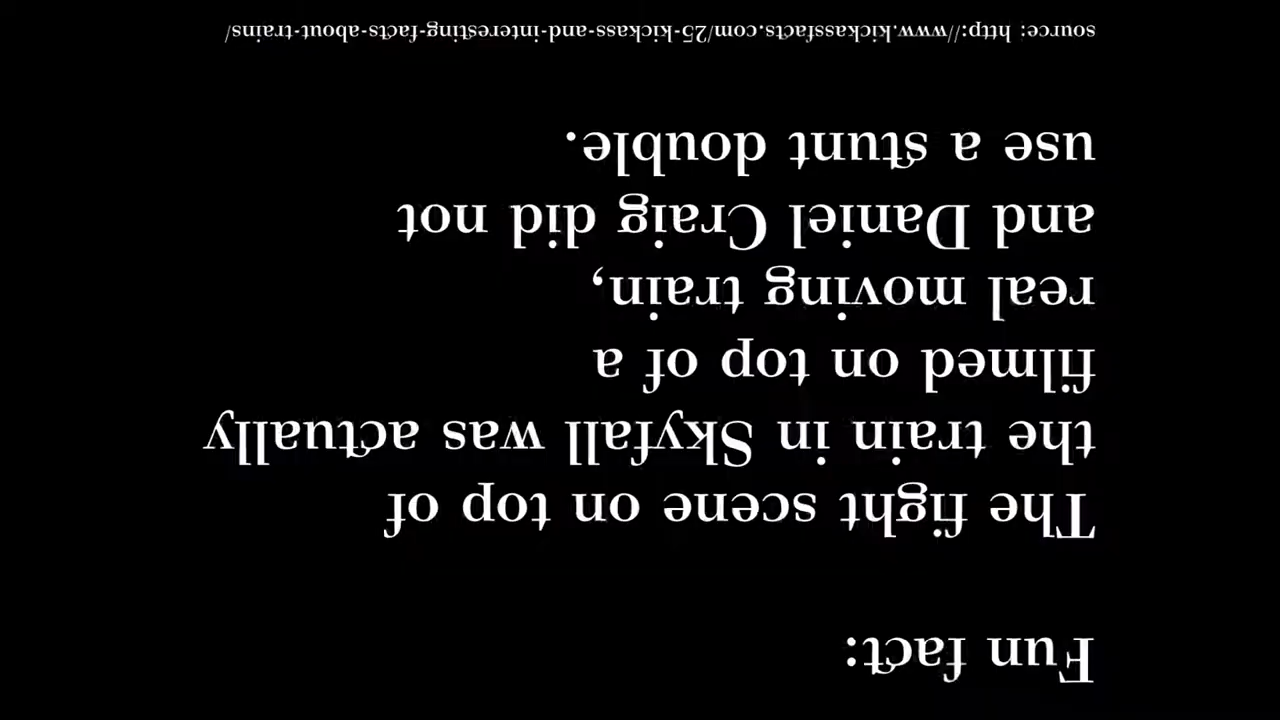 Fun fact:
The fight scene on top of
the train in Skyfall was actually
filmed on top of a
real moving train,
and Daniel Craig did not
use a stunt double.
source: http://www.kickassfacts.com/25-kickass-and-interesting-facts-about-trains/